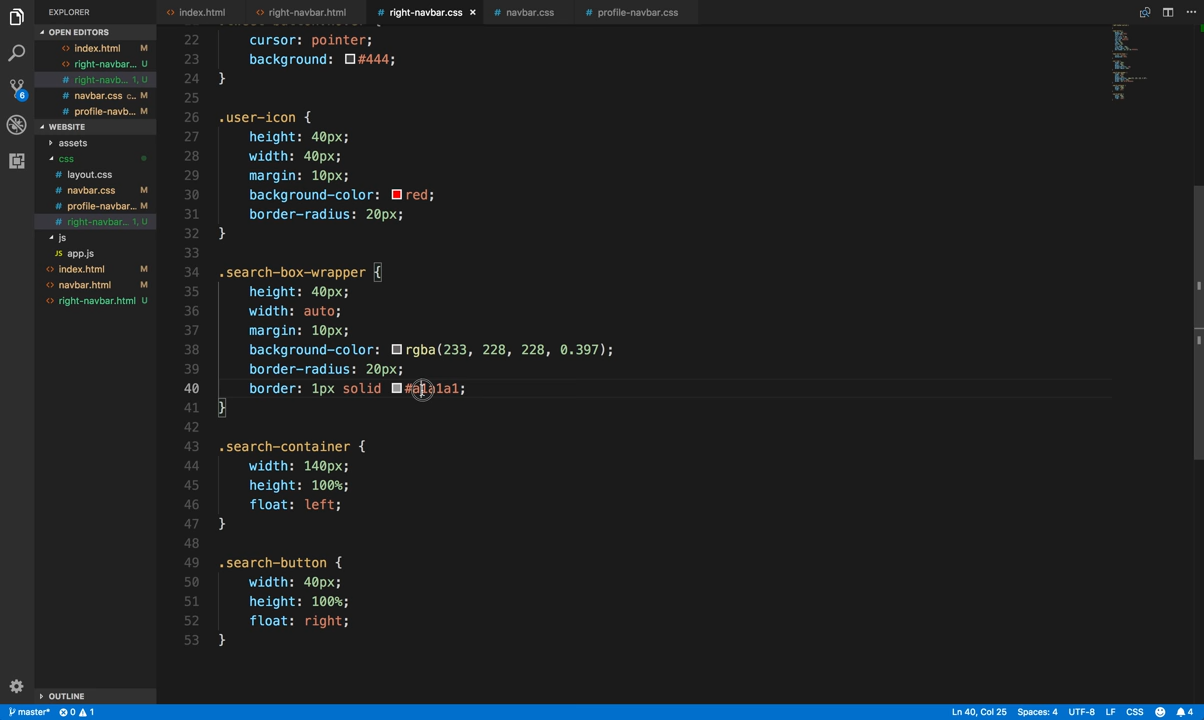 EXPLORER
index.html
right-navbar.html
right-navbar.css
navbar.css
profile-navbar.css
OPEN EDITORS
index.html M
right-navbar... U
right-navb... 1, U
navbar.css c... M
profile-navb... M
WEBSITE
assets
css
layout.css
navbar.css M
profile-navbar... M
right-navbar... 1, U
js
JS app.js
index.html M
navbar.html M
right-navbar.html U
OUTLINE
6
22 cursor: pointer;
23 background: #444;
24 }
25
26 .user-icon {
27 height: 40px;
28 width: 40px;
29 margin: 10px;
30 background-color: red;
31 border-radius: 20px;
32 }
33
34 .search-box-wrapper {
35 height: 40px;
36 width: auto;
37 margin: 10px;
38 background-color: rgba(233, 228, 228, 0.397);
39 border-radius: 20px;
40 border: 1px solid #a1a1a1;
41 }
42
43 .search-container {
44 width: 140px;
45 height: 100%;
46 float: left;
47 }
48
49 .search-button {
50 width: 40px;
51 height: 100%;
52 float: right;
53 }
master* 0 1 Ln 40, Col 25 Spaces: 4 UTF-8 LF CSS 4